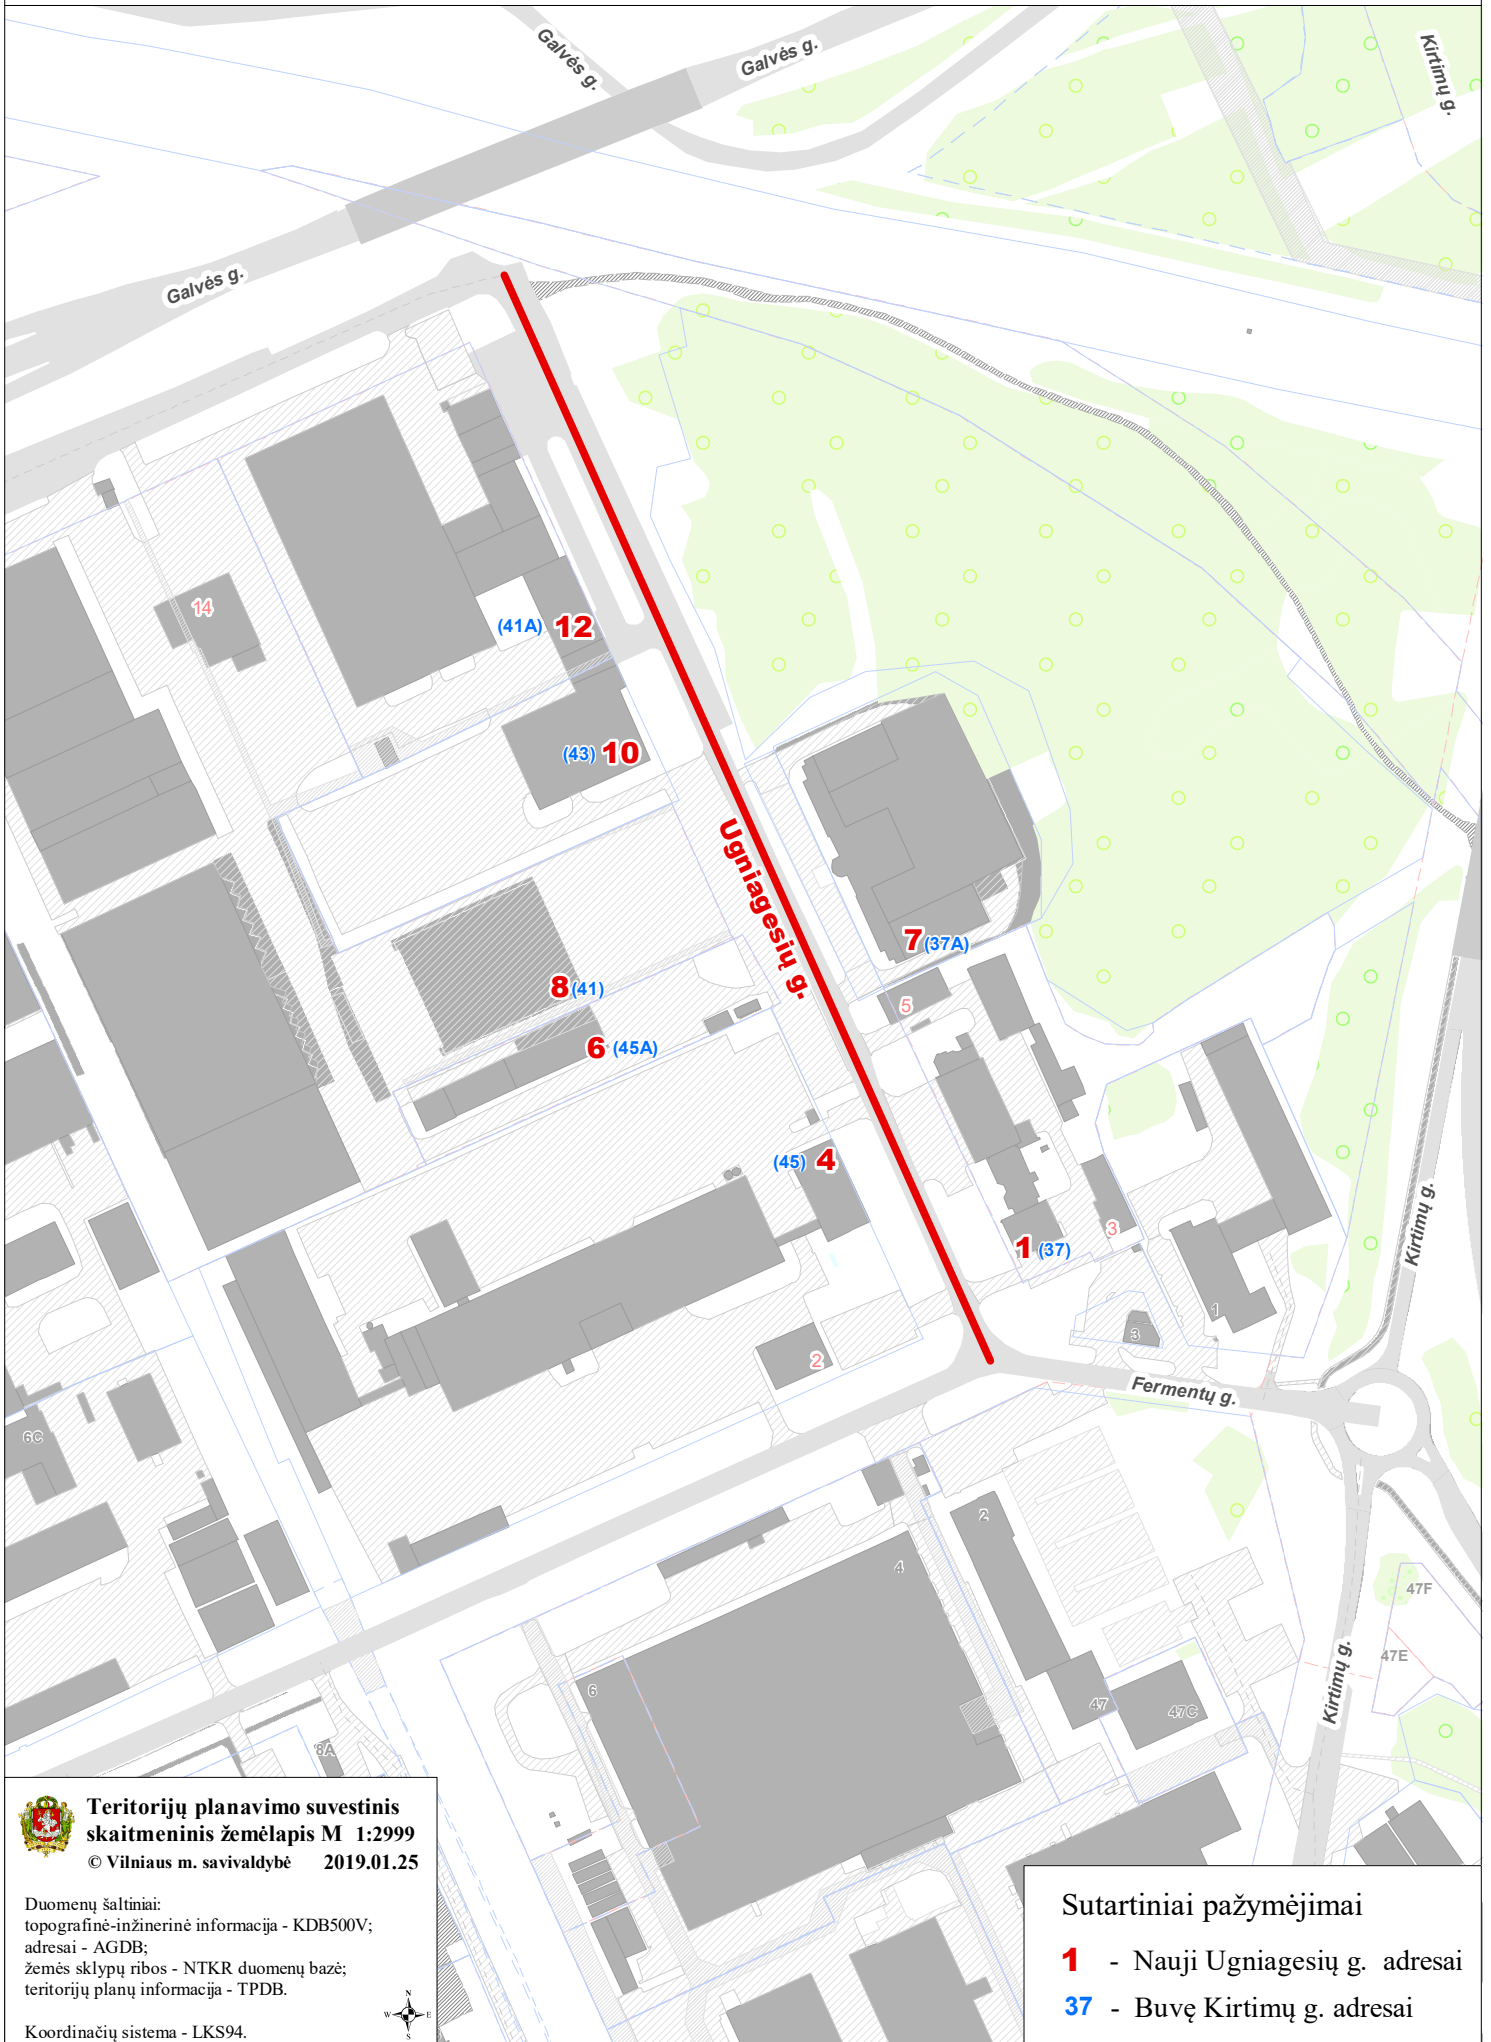 Galvės g.
Galvės g.
Kirtimų g.
Galvės g.
14
(41A) 12
(43) 10
Ugniagesių g.
7 (37A)
8 (41)
5
6 (45A)
(45) 4
Kirtimų g.
3
1 (37)
1
3
2
Fermentų g.
6C
2
4
47F
47E
Kirtimų g.
6
47
47C
8A
Teritorijų planavimo suvestinis
skaitmeninis žemėlapis M 1:2999
© Vilniaus m. savivaldybė 2019.01.25
Duomenų šaltiniai:
topografinė-inžinerinė informacija - KDB500V;
adresai - AGDB;
žemės sklypų ribos - NTKR duomenų bazė;
teritorijų planų informacija - TPDB.
N
W E
S
Koordinačių sistema - LKS94.
Sutartiniai pažymėjimai
1 - Nauji Ugniagesių g. adresai
37 - Buvę Kirtimų g. adresai